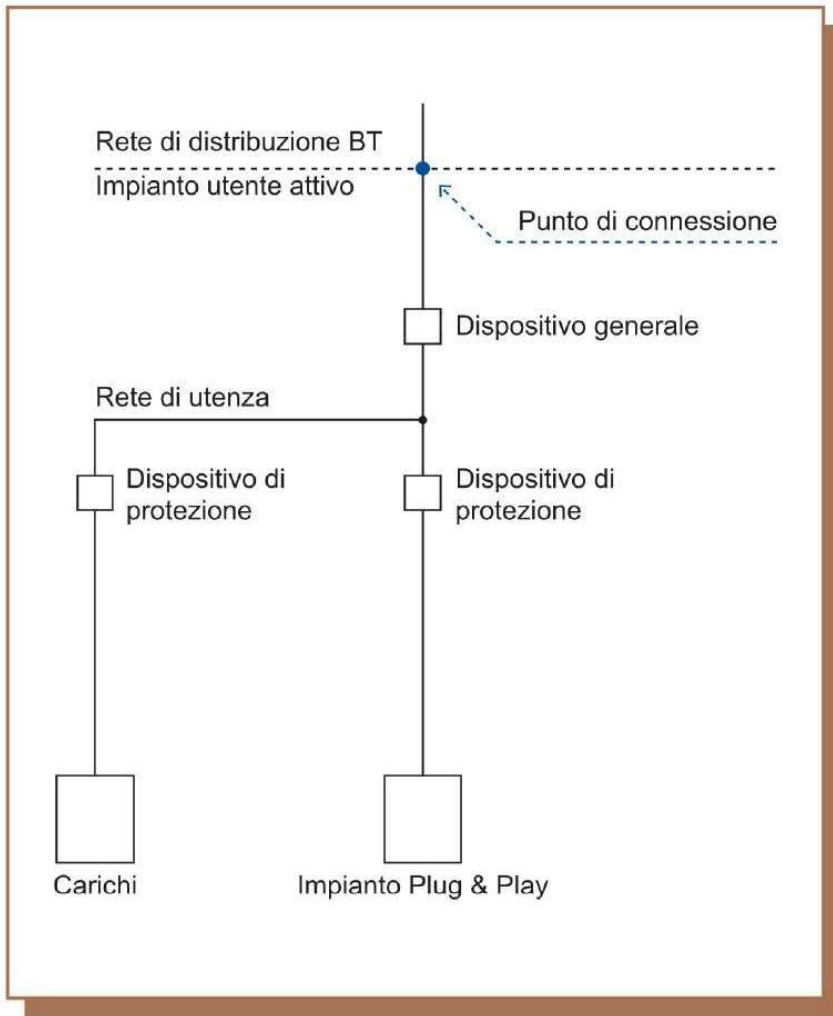 Rete di distribuzione BT
Impianto utente attivo
Punto di connessione
Dispositivo generale
Rete di utenza
Dispositivo di
protezione
Dispositivo di
protezione
Carichi
Impianto Plug & Play